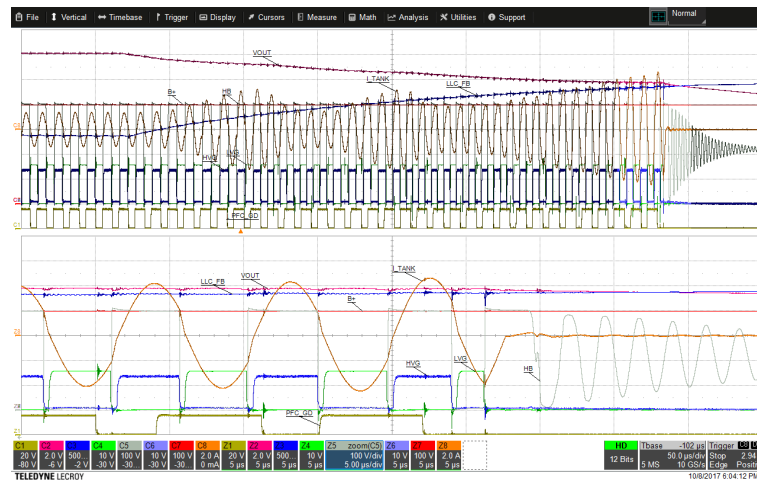 File Vertical Timebase Trigger Display Cursors Measure Math Analysis Utilities Support Normal
VOUT
I_TANK
LLC_FB
B+ HB
C3
HVG LVG
C8
PFC_GD
C1
I_TANK
VOUT
LLC_FB
B+
HVG LVG
HB
PFC_GD
Z1
C1 C2 C4 C5 C6 C7 C8 Z1 Z2 Z4 Z5 zoom(C5) Z6 Z7 Z8 HD Tbase -102 µs Trigger C8
20 V 2.0 V 500... 10 V 100 V 10 V 100 V 2.0 A 20 V 2.0 V 500... 10 V 100 V/div 10 V 100 V 2.0 A 12 Bits 50.0 µs/div Stop 2.94
-80 V -6 V -2 V -30 V -30... -30 V -30... 0 mA 5 µs 5 µs 5 µs 5 µs 5.00 µs/div 5 µs 5 µs 5 µs 5 MS 10 GS/s Edge Positi
TELEDYNE LECROY 10/8/2017 6:04:12 PM